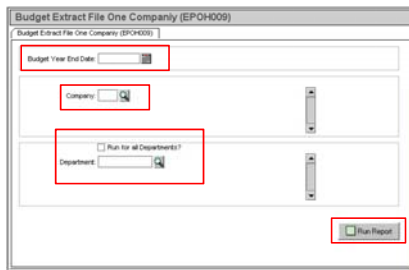 Budget Extract File One Companiy (EPOH009)
Budget Extract File One Companiy (EPOH009)
Budget Year End Date:
Company:
Run for all Departments?
Department:
Run Report